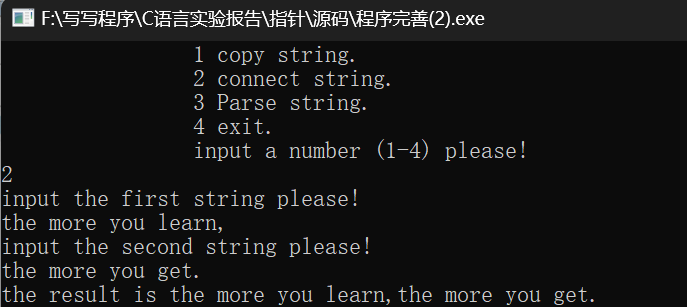 F:\写写程序\C语言实验报告\指针\源码\程序完善(2).exe
1 copy string.
2 connect string.
3 Parse string.
4 exit.
input a number (1-4) please!
2
input the first string please!
the more you learn,
input the second string please!
the more you get.
the result is the more you learn,the more you get.